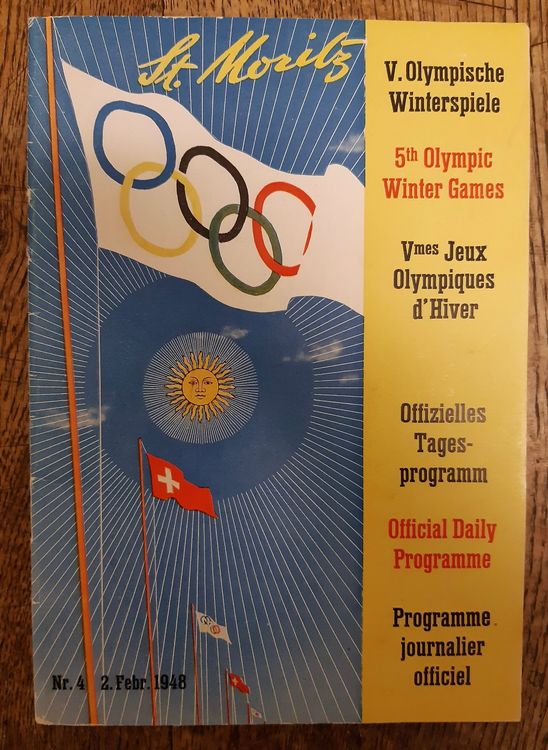 St. Moritz
V. Olympische
Winterspiele
5th Olympic
Winter Games
Vmes Jeux
Olympiques
d'Hiver
Offizielles
Tages-
programm
Official Daily
Programme
Programme
journalier
officiel
Nr. 4 2. Febr. 1948